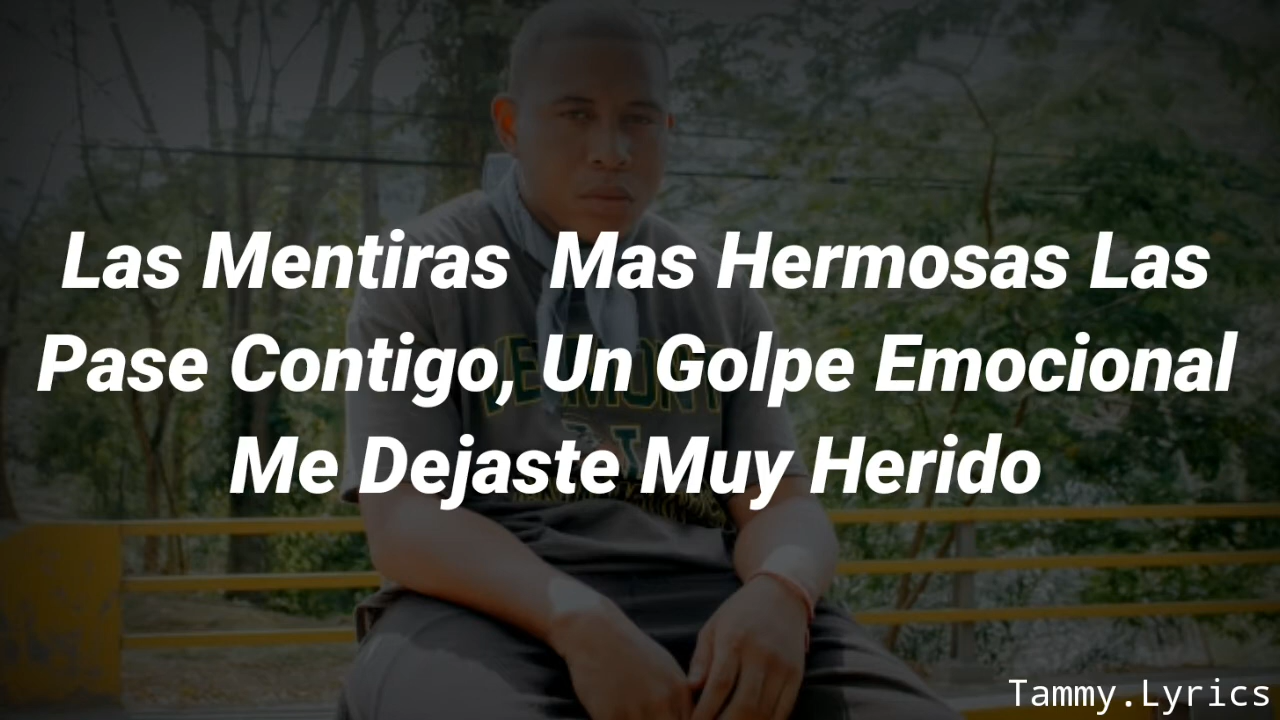 Las Mentiras  Mas Hermosas Las
Pase Contigo, Un Golpe Emocional
Me Dejaste Muy Herido
Tammy.Lyrics